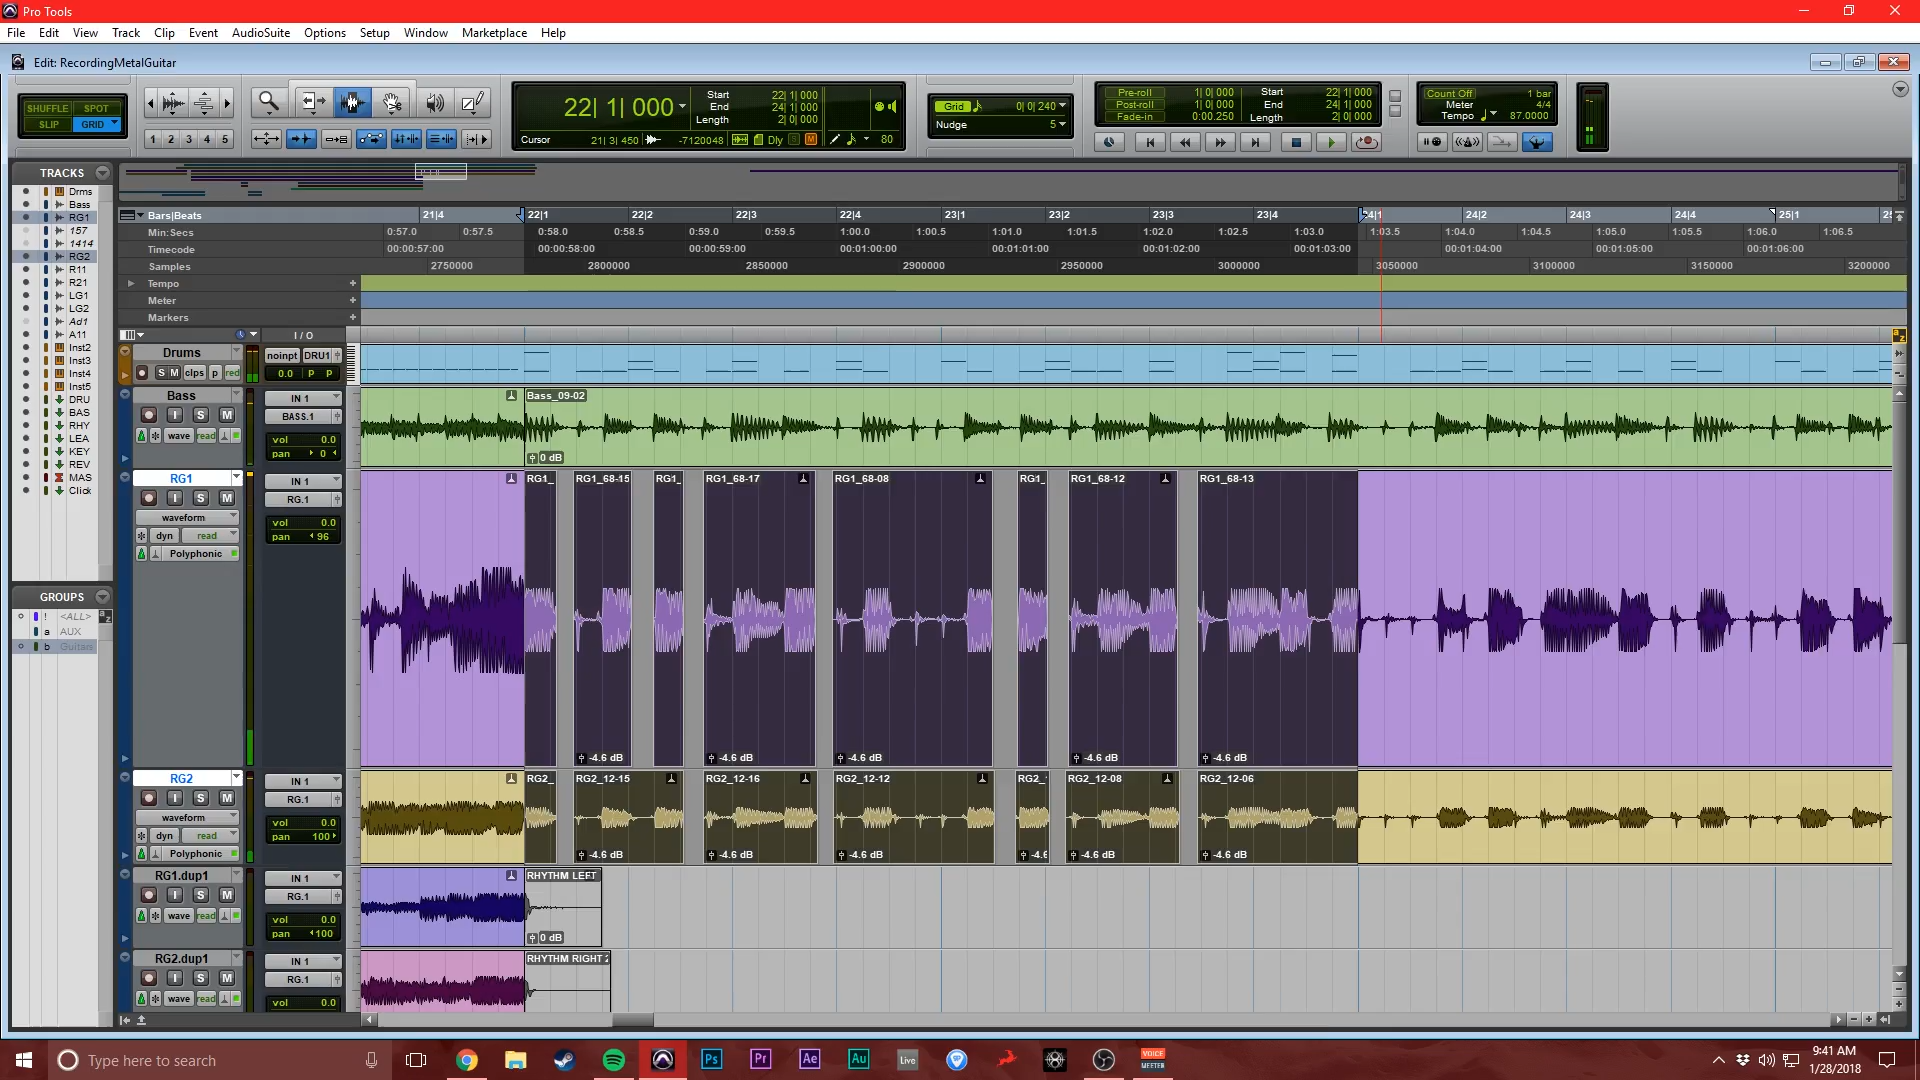 Pro Tools
File Edit View Track Clip Event AudioSuite Options Setup Window Marketplace Help
Edit: RecordingMetalGuitar
SHUFFLE SPOT
SLIP GRID
1 2 3 4 5
22| 1| 000
Start 22| 1| 000
End 24| 1| 000
Length 2| 0| 000
Cursor 21| 3| 450 -7120048 Dly S M 80
Grid 0| 0| 240
Nudge 5
Pre-roll 1| 0| 000
Post-roll 1| 0| 000
Fade-in 0:00.250
Start 22| 1| 000
End 24| 1| 000
Length 2| 0| 000
Count Off 1 bar
Meter 4/4
Tempo 87.0000
TRACKS
Drms
Bass
RG1
157
1414
RG2
R11
R21
LG1
LG2
Ad1
A11
Inst2
Inst3
Inst4
Inst5
DRU
BAS
RHY
LEA
KEY
REV
MAS
Click
GROUPS
! <ALL>
a AUX
b Guitars
Bars|Beats 21|4 22|1 22|2 22|3 22|4 23|1 23|2 23|3 23|4 24|1 24|2 24|3 24|4 25|1
Min:Secs 0:57.0 0:57.5 0:58.0 0:58.5 0:59.0 0:59.5 1:00.0 1:00.5 1:01.0 1:01.5 1:02.0 1:02.5 1:03.0 1:03.5 1:04.0 1:04.5 1:05.0 1:05.5 1:06.0 1:06.5
Timecode 00:00:57:00 00:00:58:00 00:00:59:00 00:01:00:00 00:01:01:00 00:01:02:00 00:01:03:00 00:01:04:00 00:01:05:00 00:01:06:00
Samples 2750000 2800000 2850000 2900000 2950000 3000000 3050000 3100000 3150000 3200000
Tempo
Meter
Markers
I / O
Drums noinpt DRU1
S M clps p red 0.0 P P
Bass IN 1 Bass_09-02
I S M BASS.1
wave read vol 0.0
pan 0
0 dB
RG1 IN 1 RG1_ RG1_68-15 RG1_ RG1_68-17 RG1_68-08 RG1_ RG1_68-12 RG1_68-13
I S M RG.1
waveform vol 0.0
dyn read pan 96
Polyphonic
-4.6 dB -4.6 dB -4.6 dB -4.6 dB -4.6 dB
RG2 IN 1 RG2_ RG2_12-15 RG2_12-16 RG2_12-12 RG2_ RG2_12-08 RG2_12-06
I S M RG.1
waveform vol 0.0
dyn read pan 100
Polyphonic -4.6 dB -4.6 dB -4.6 dB -4.6 -4.6 dB -4.6 dB
RG1.dup1 IN 1 RHYTHM LEFT
I S M RG.1
wave read vol 0.0
pan 100
0 dB
RG2.dup1 IN 1 RHYTHM RIGHT 2
I S M RG.1
wave read vol 0.0
Type here to search
Ps Pr Ae Au Live VOICE MEETER
9:41 AM
1/28/2018